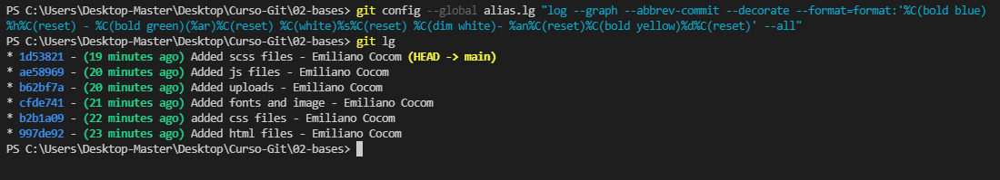 PS C:\Users\Desktop-Master\Desktop\Curso-Git\02-bases> git config --global alias.lg "log --graph --abbrev-commit --decorate --format=format:'%C(bold blue)
%h%C(reset) - %C(bold green)(%ar)%C(reset) %C(white)%s%C(reset) %C(dim white)- %an%C(reset)%C(bold yellow)%d%C(reset)' --all"
PS C:\Users\Desktop-Master\Desktop\Curso-Git\02-bases> git lg
* 1d53821 - (19 minutes ago) Added scss files - Emiliano Cocom (HEAD -> main)
* ae58969 - (20 minutes ago) Added js files - Emiliano Cocom
* b62bf7a - (20 minutes ago) Added uploads - Emiliano Cocom
* cfde741 - (21 minutes ago) Added fonts and image - Emiliano Cocom
* b2b1a09 - (22 minutes ago) added css files - Emiliano Cocom
* 997de92 - (23 minutes ago) Added html files - Emiliano Cocom
PS C:\Users\Desktop-Master\Desktop\Curso-Git\02-bases>